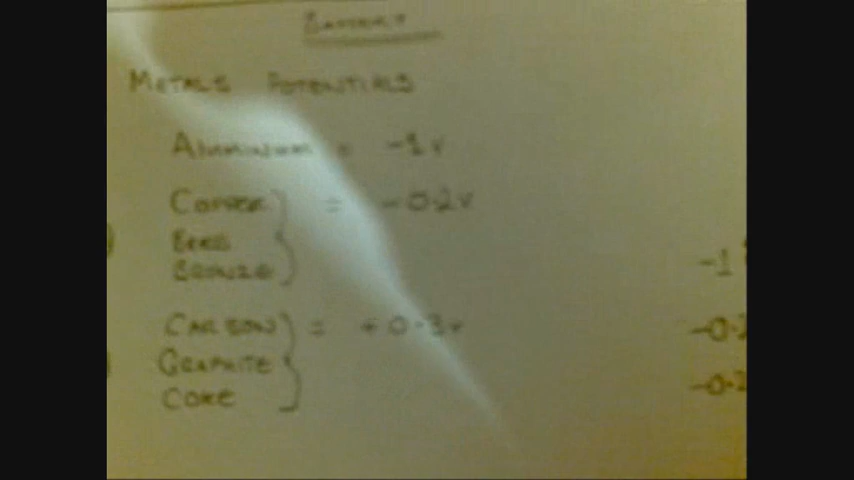 BATTERY
METALS POTENTIALS
ALUMINIUM = -1v
COPPER } = -0.2v
BRASS
BRONZE
CARBON } = +0.3v
GRAPHITE
COKE
-1
-0.2
-0.2